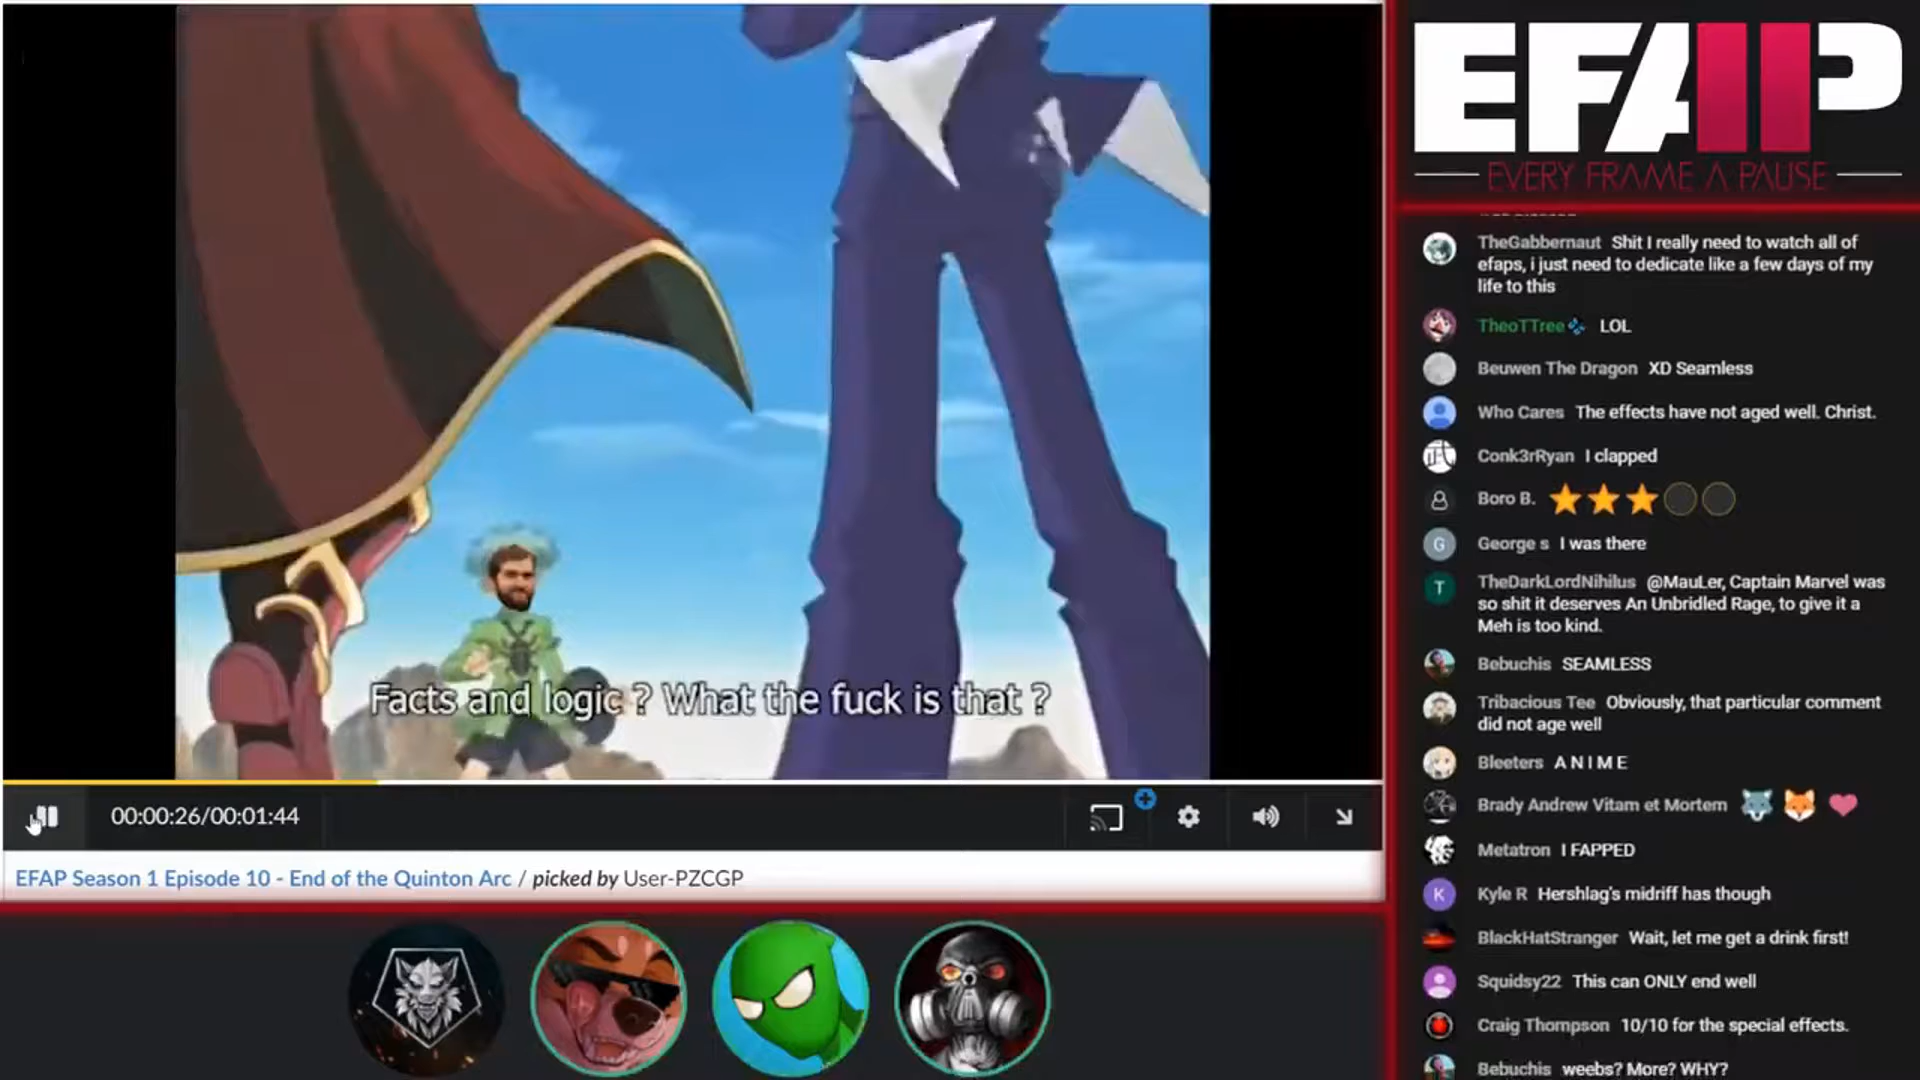 EFAP
EVERY FRAME A PAUSE
TheGabbernaut Shit I really need to watch all of
efaps, i just need to dedicate like a few days of my
life to this
TheoTTree LOL
Beuwen The Dragon XD Seamless
Who Cares The effects have not aged well. Christ.
Conk3rRyan I clapped
Boro B.
G George s I was there
T TheDarkLordNihilus @MauLer, Captain Marvel was
so shit it deserves An Unbridled Rage, to give it a
Meh is too kind.
Bebuchis SEAMLESS
Tribacious Tee Obviously, that particular comment
did not age well
Bleeters A N I M E
Brady Andrew Vitam et Mortem
Metatron I FAPPED
K Kyle R Hershlag's midriff has though
BlackHatStranger Wait, let me get a drink first!
Squidsy22 This can ONLY end well
Craig Thompson 10/10 for the special effects.
Bebuchis weebs? More? WHY?
Facts and logic ? What the fuck is that ?
00:00:26/00:01:44
EFAP Season 1 Episode 10 - End of the Quinton Arc / picked by User-PZCGP